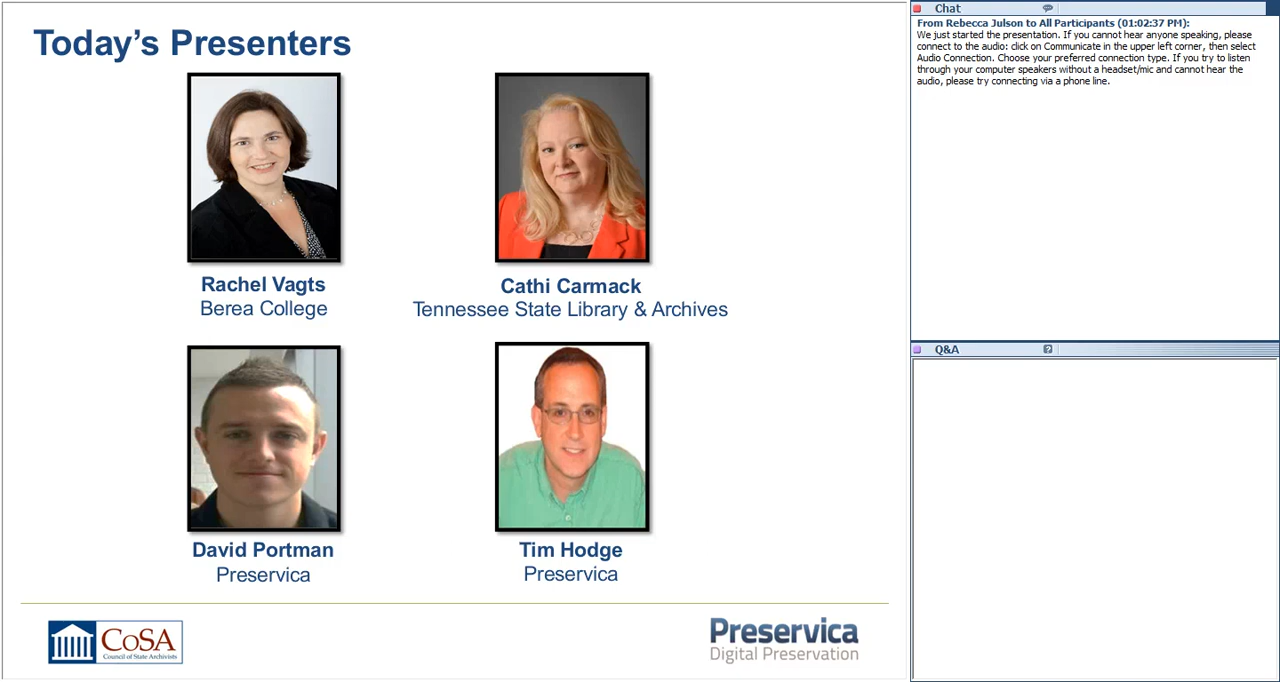 Today's Presenters
Rachel Vagts
Berea College
Cathi Carmack
Tennessee State Library & Archives
David Portman
Preservica
Tim Hodge
Preservica
CoSA
Council of State Archivists
Preservica
Digital Preservation
Chat
From Rebecca Julson to All Participants (01:02:37 PM):
We just started the presentation. If you cannot hear anyone speaking, please
connect to the audio: click on Communicate in the upper left corner, then select
Audio Connection. Choose your preferred connection type. If you try to listen
through your computer speakers without a headset/mic and cannot hear the
audio, please try connecting via a phone line.
Q&A
?